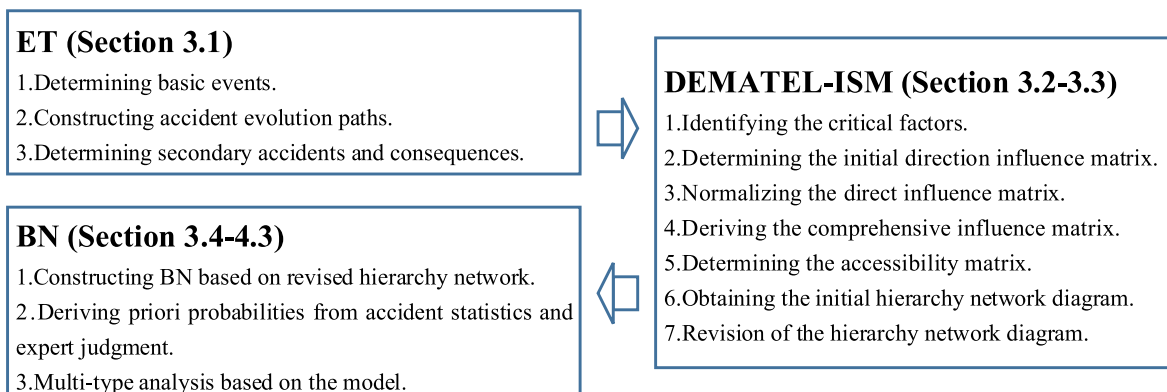 ET (Section 3.1)
1.Determining basic events.
2.Constructing accident evolution paths.
3.Determining secondary accidents and consequences.
DEMATEL-ISM (Section 3.2-3.3)
1.Identifying the critical factors.
2.Determining the initial direction influence matrix.
3.Normalizing the direct influence matrix.
4.Deriving the comprehensive influence matrix.
5.Determining the accessibility matrix.
6.Obtaining the initial hierarchy network diagram.
7.Revision of the hierarchy network diagram.
BN (Section 3.4-4.3)
1.Constructing BN based on revised hierarchy network.
2.Deriving priori probabilities from accident statistics and
expert judgment.
3.Multi-type analysis based on the model.